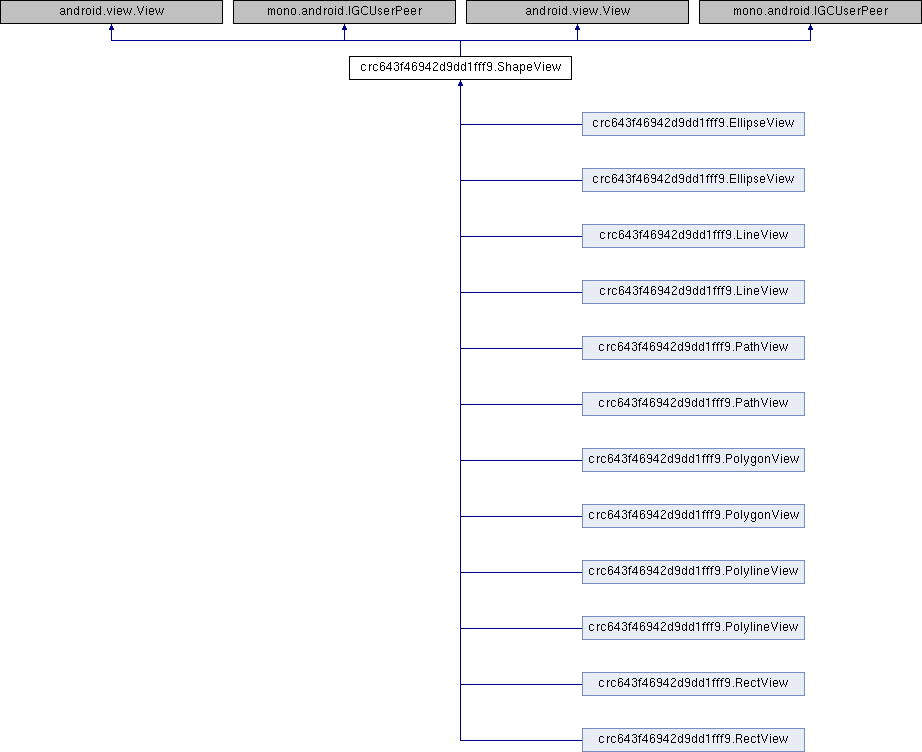 android.view.View
mono.android.IGCUserPeer
android.view.View
mono.android.IGCUserPeer
crc643f46942d9dd1fff9.ShapeView
crc643f46942d9dd1fff9.EllipseView
crc643f46942d9dd1fff9.EllipseView
crc643f46942d9dd1fff9.LineView
crc643f46942d9dd1fff9.LineView
crc643f46942d9dd1fff9.PathView
crc643f46942d9dd1fff9.PathView
crc643f46942d9dd1fff9.PolygonView
crc643f46942d9dd1fff9.PolygonView
crc643f46942d9dd1fff9.PolylineView
crc643f46942d9dd1fff9.PolylineView
crc643f46942d9dd1fff9.RectView
crc643f46942d9dd1fff9.RectView